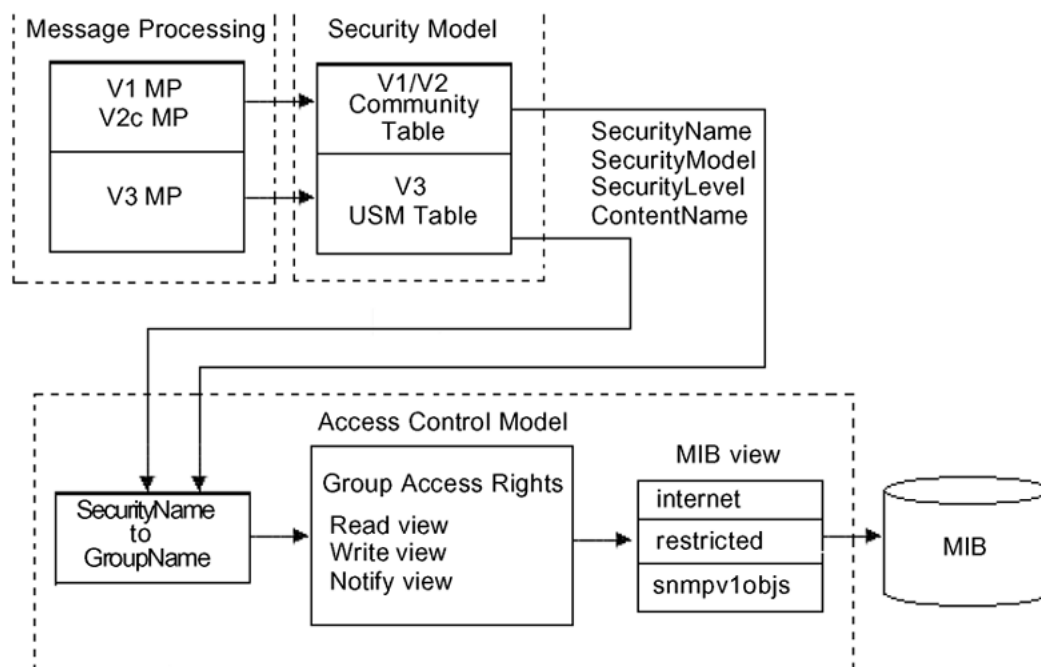 Message Processing
V1 MP
V2c MP
V3 MP
Security Model
V1/V2
Community
Table
V3
USM Table
SecurityName
SecurityModel
SecurityLevel
ContentName
Access Control Model
SecurityName
to
GroupName
Group Access Rights
Read view
Write view
Notify view
MIB view
internet
restricted
snmpv1objs
MIB